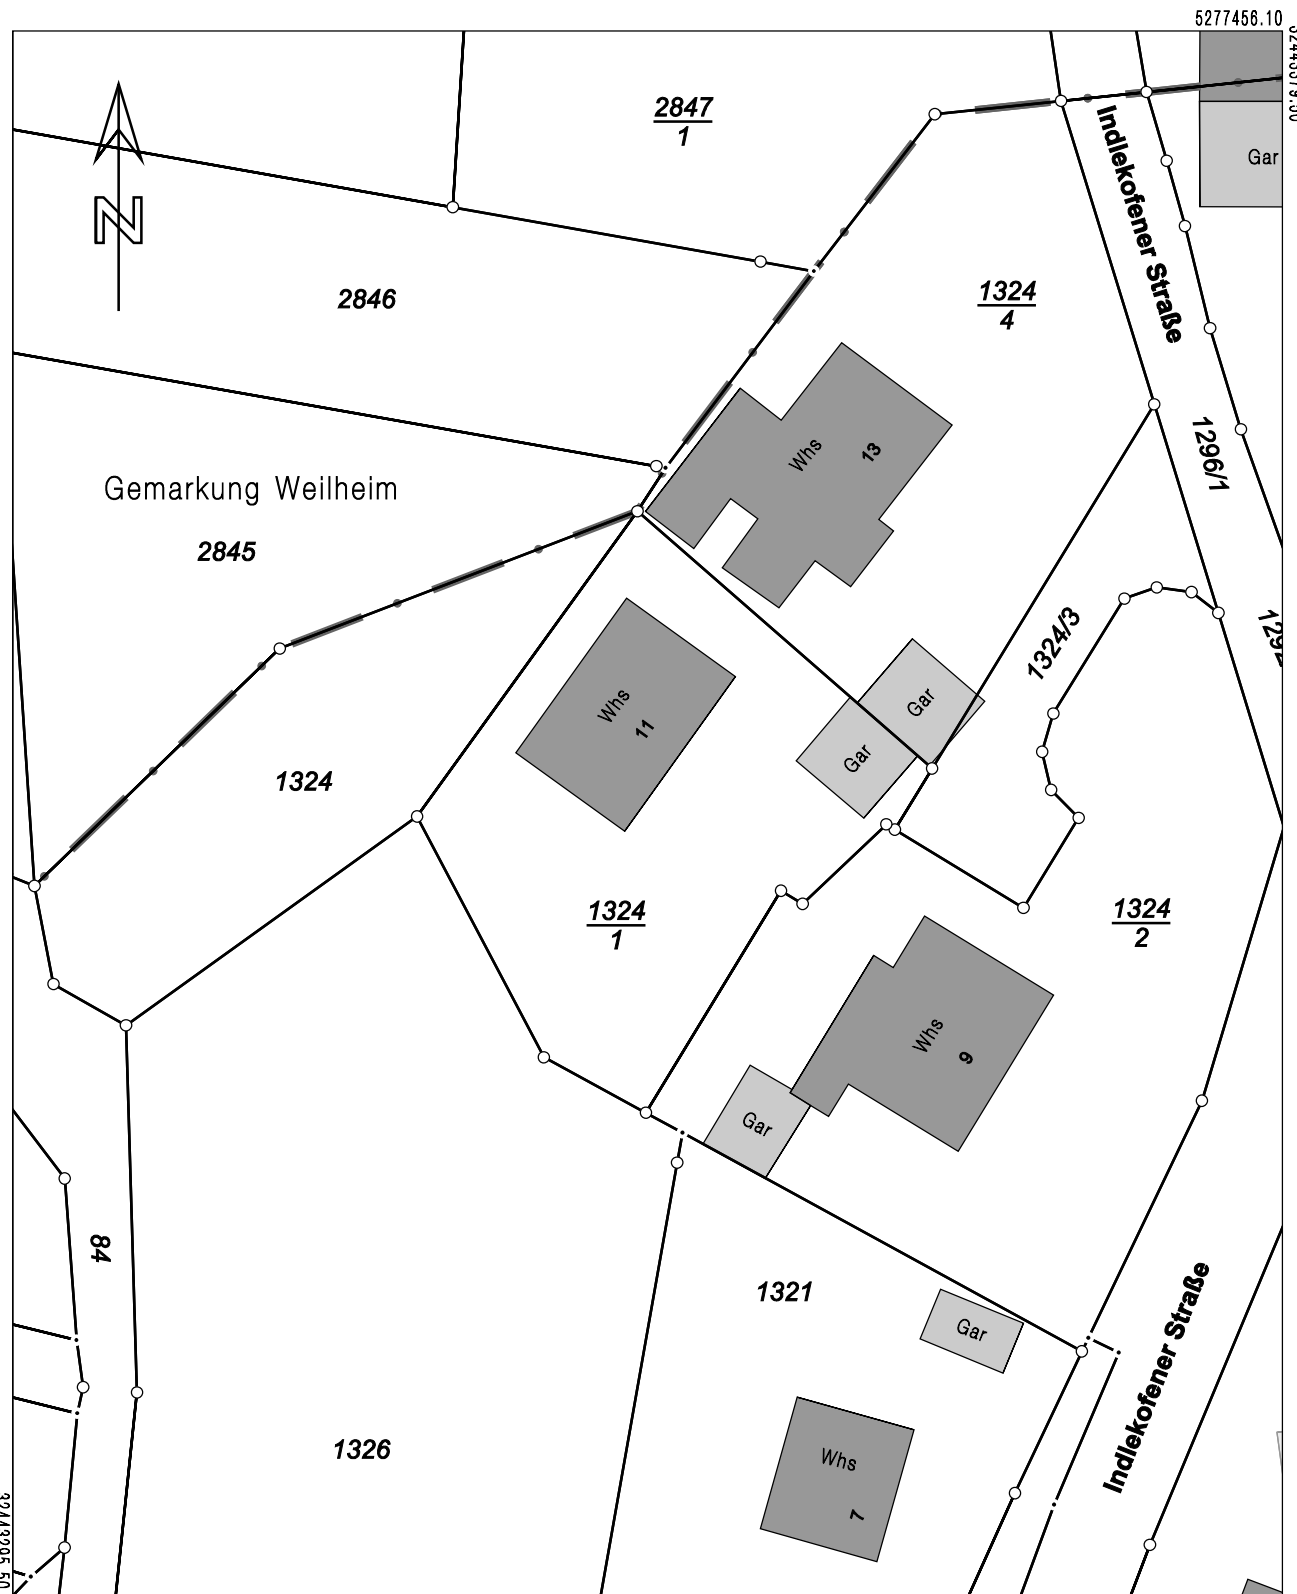 5277456.10
N
2847
1
Gar
Indlekofener Straße
2846
1324
4
Whs
13
1296/1
Gemarkung Weilheim
2845
1324/3
Whs
11
Gar
Gar
1324
1324
1
1324
2
Whs
9
Gar
84
1321
Gar
Indlekofener Straße
1326
Whs
7